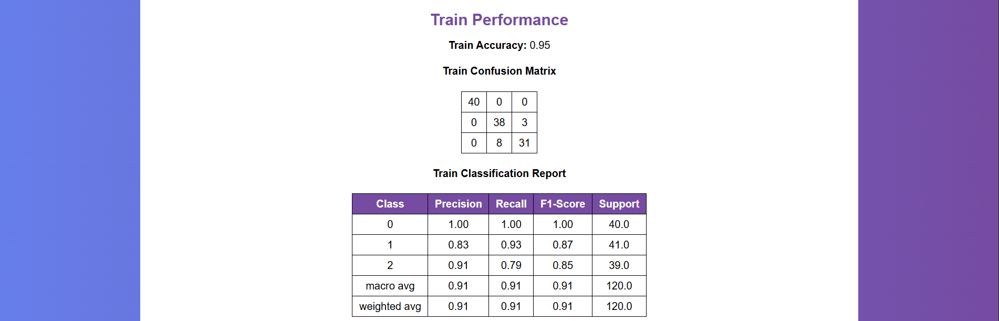 Train Performance
Train Accuracy: 0.95
Train Confusion Matrix
40 0 0
0 38 3
0 8 31
Train Classification Report
Class Precision Recall F1-Score Support
0 1.00 1.00 1.00 40.0
1 0.83 0.93 0.87 41.0
2 0.91 0.79 0.85 39.0
macro avg 0.91 0.91 0.91 120.0
weighted avg 0.91 0.91 0.91 120.0